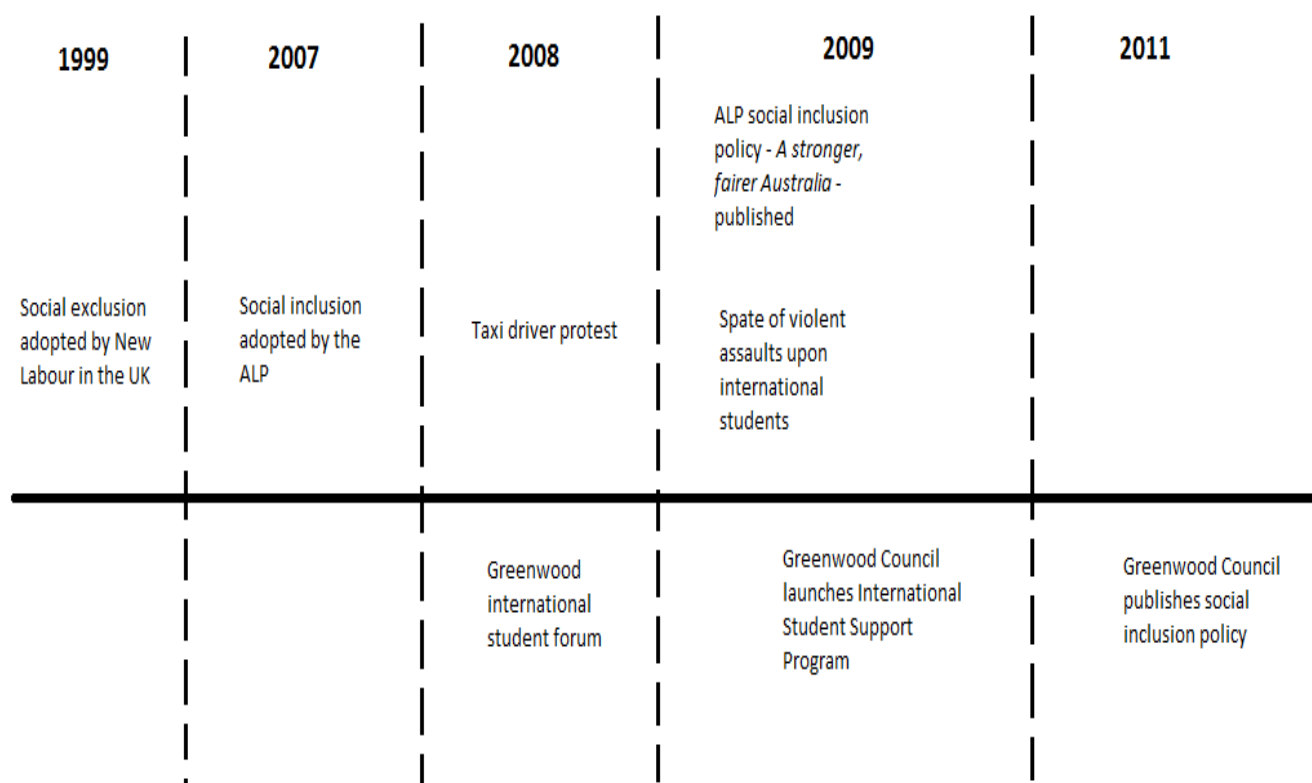 1999
2007
2008
2009
2011
ALP social inclusion
policy - A stronger,
fairer Australia -
published
Social exclusion
adopted by New
Labour in the UK
Social inclusion
adopted by the
ALP
Taxi driver protest
Spate of violent
assaults upon
international
students
Greenwood
international
student forum
Greenwood Council
launches International
Student Support
Program
Greenwood Council
publishes social
inclusion policy